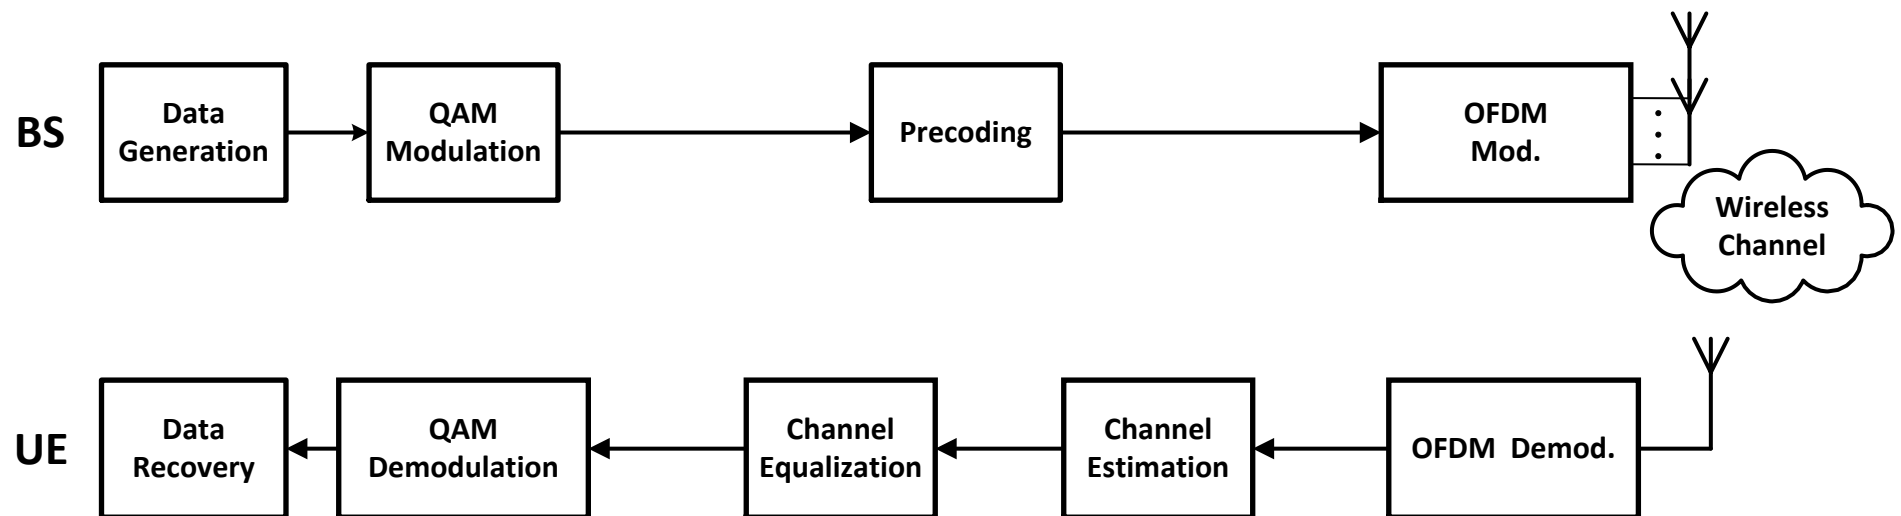 BS
Data
Generation
QAM
Modulation
Precoding
OFDM
Mod.
Wireless
Channel
UE
Data
Recovery
QAM
Demodulation
Channel
Equalization
Channel
Estimation
OFDM Demod.